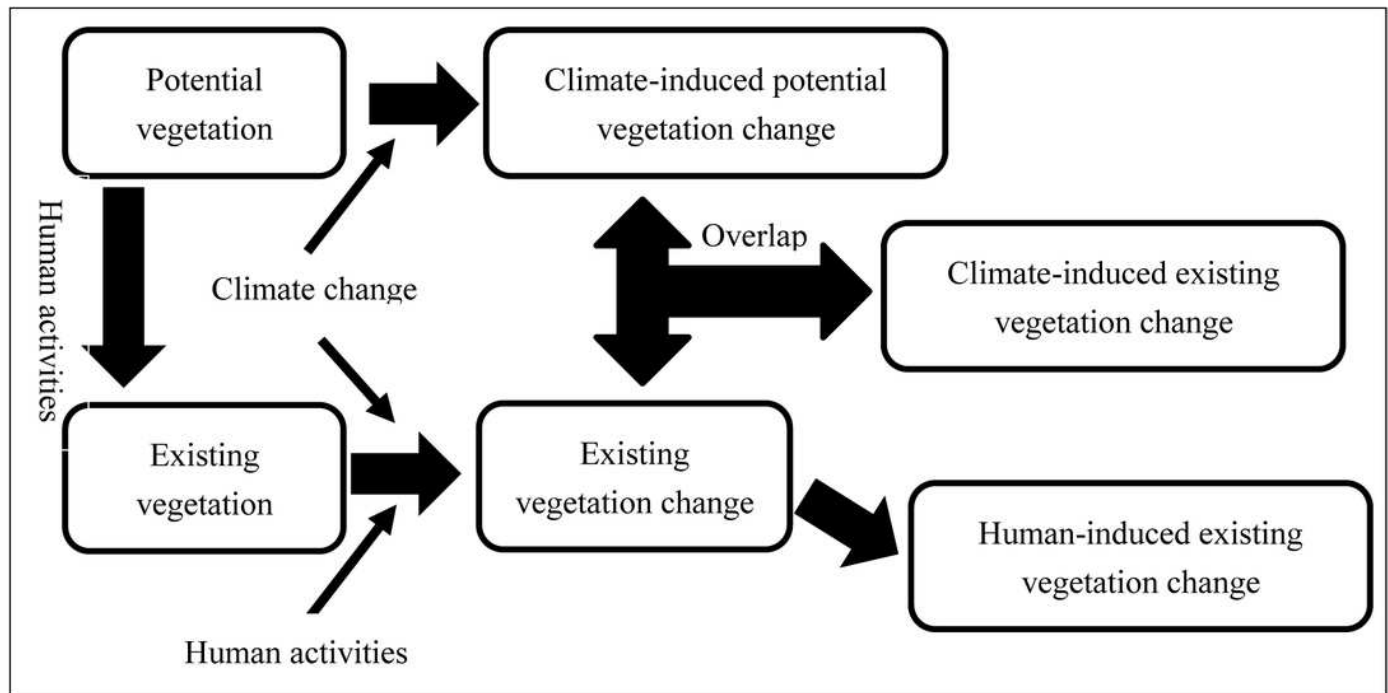 Potential
vegetation
Climate-induced potential
vegetation change
Human activities
Overlap
Climate change
Climate-induced existing
vegetation change
Existing
vegetation
Existing
vegetation change
Human-induced existing
vegetation change
Human activities